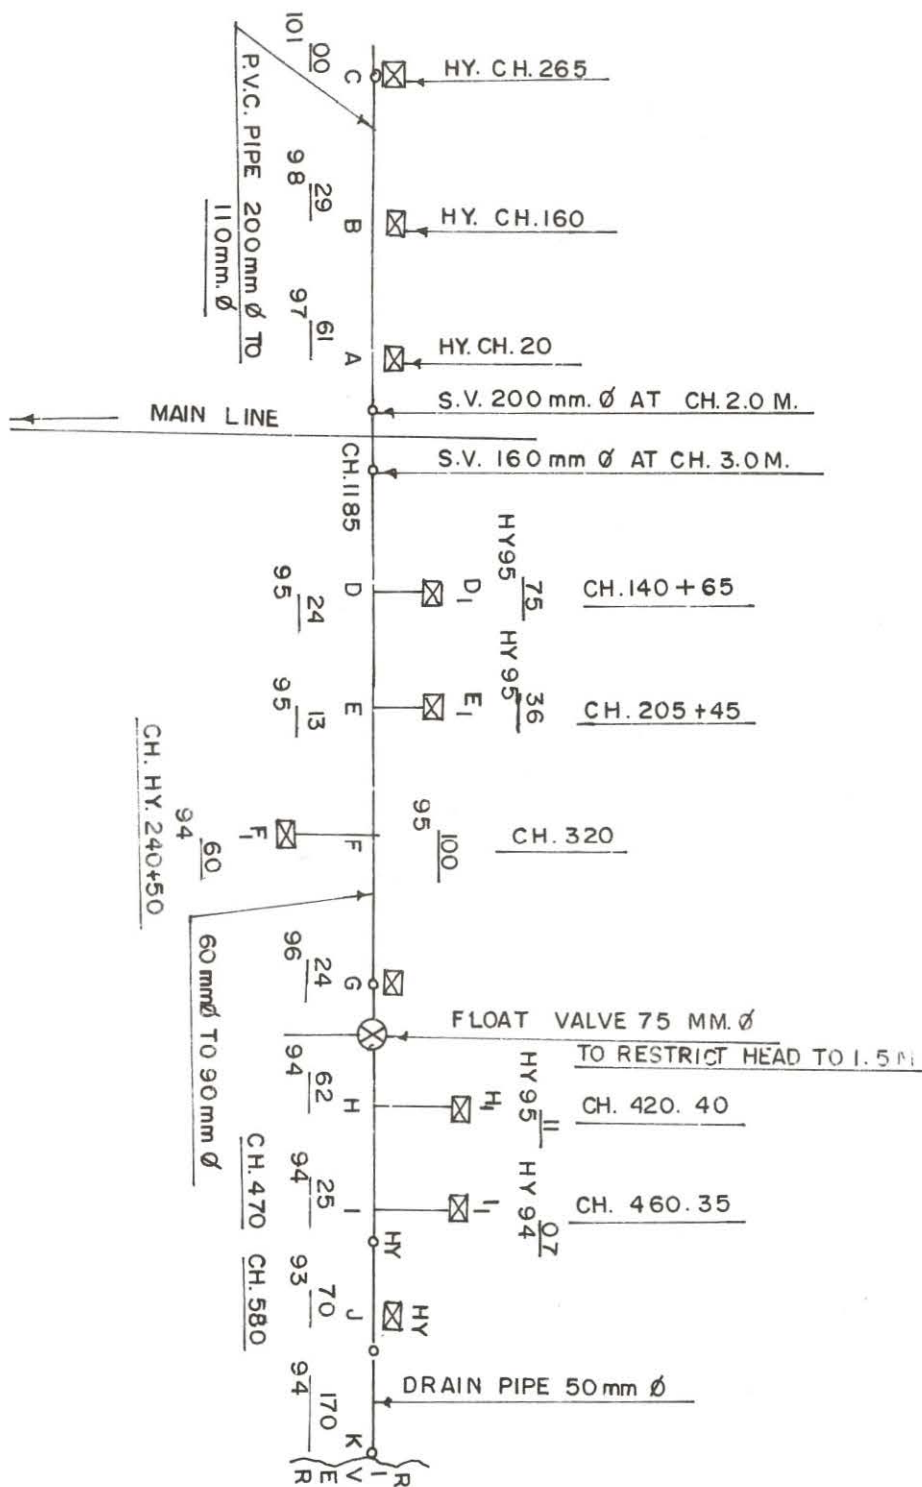 101 00
C
HY. CH. 265
P.V.C. PIPE 200mm Ø TO
110mm. Ø
98 29
B
HY. CH. 160
97 61
A
HY. CH. 20
S.V. 200 mm. Ø AT CH. 2.0 M.
MAIN LINE
S.V. 160 mm Ø AT CH. 3.0 M.
CH. 1185
95 24
D
D1
HY 95 75
CH. 140 + 65
95 13
E
E1
HY 95 36
CH. 205+45
CH. HY. 240+50
94 60
F1
F
95 100
CH. 320
60 mmØ TO 90 mm Ø
96 24
G
FLOAT VALVE 75 MM. Ø
TO RESTRICT HEAD TO 1.5 M
94 62
H
H1
HY 95 11
CH. 420. 40
CH. 470
94 25
I
I1
HY 94 07
CH. 460. 35
HY
CH. 580
93 70
J
HY
DRAIN PIPE 50 mm Ø
94 170
K
RIVER